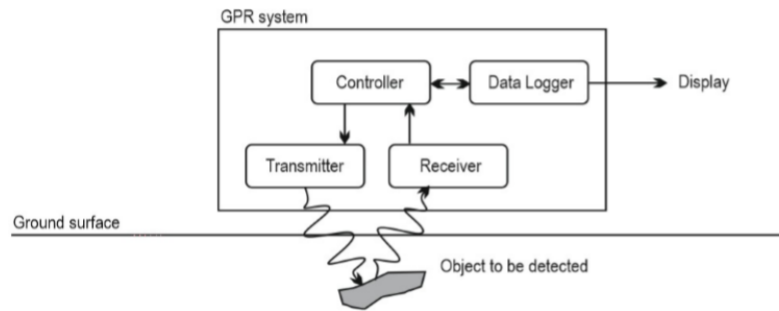 GPR system
Controller
Data Logger
Display
Transmitter
Receiver
Ground surface
Object to be detected